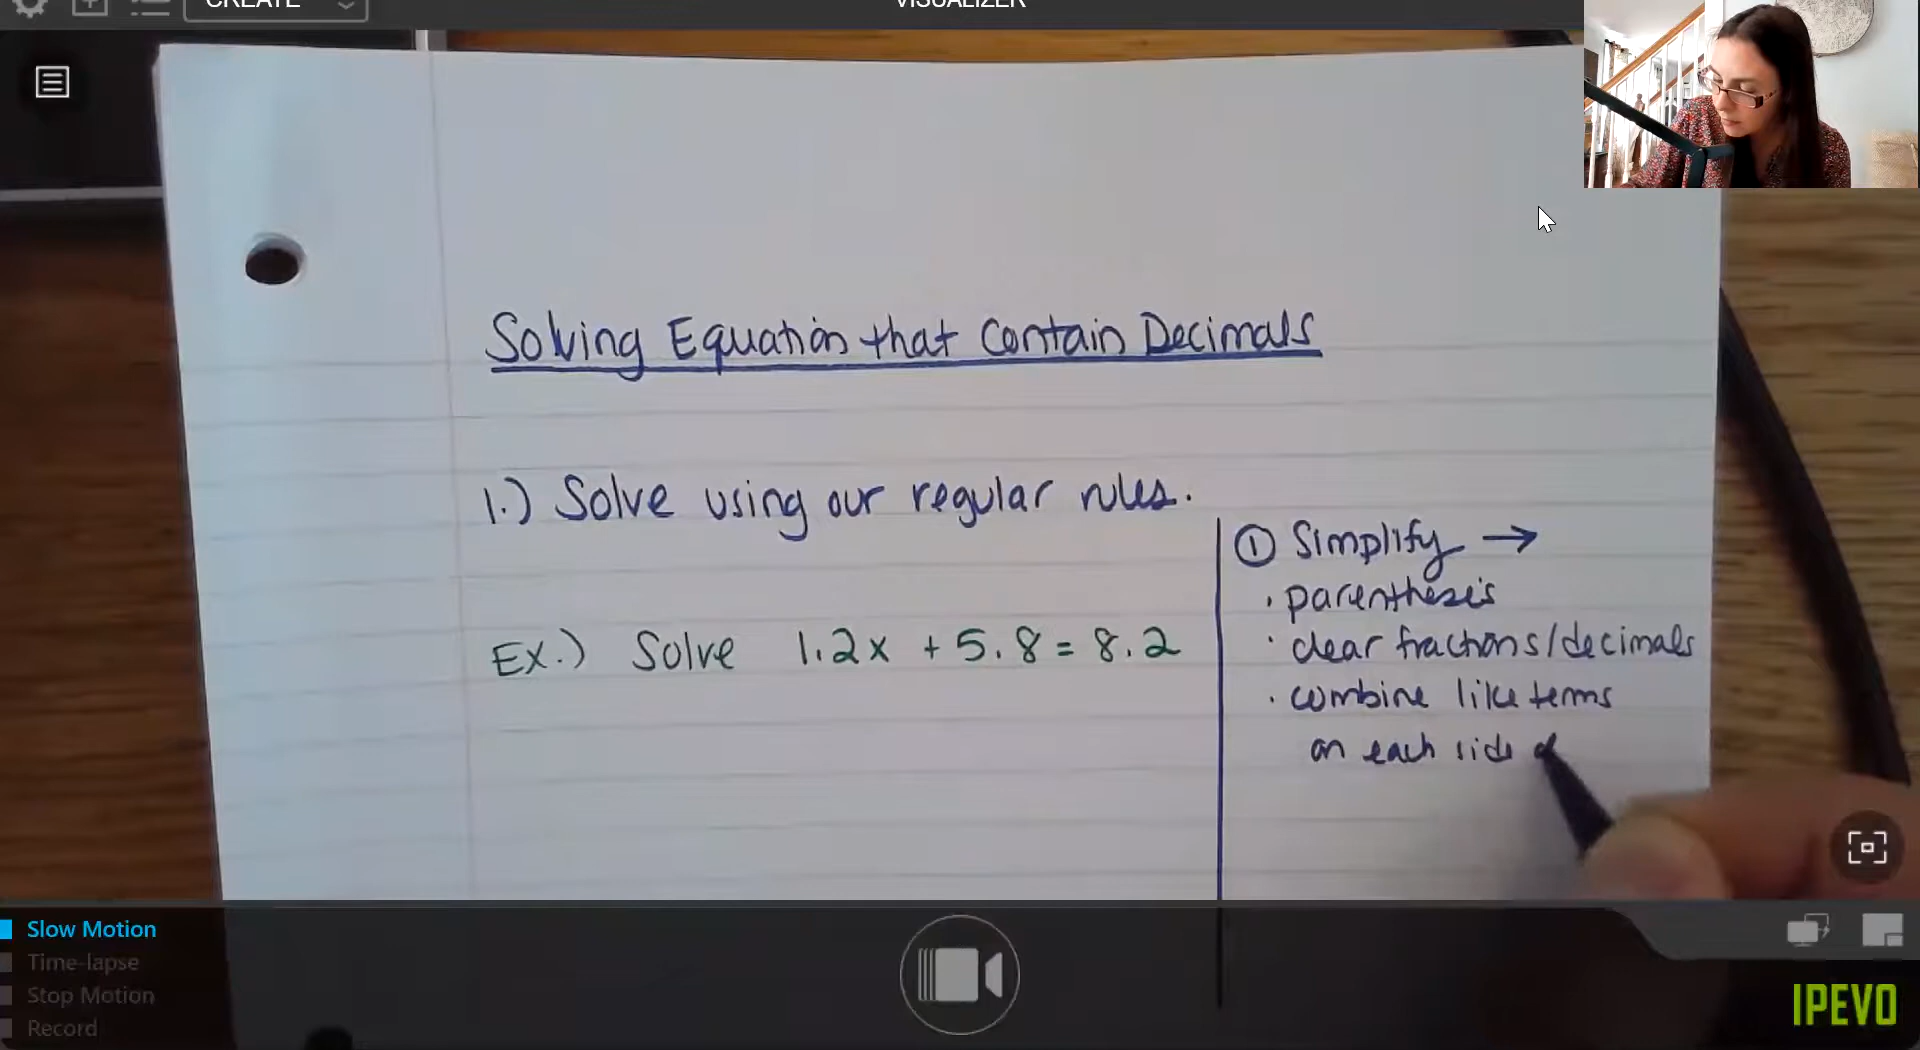 CREATE
VISUALIZER
Solving Equation that Contain Decimals
1.) Solve using our regular rules.
① Simplify →
· parenthesis
Ex.) Solve 1.2x + 5.8 = 8.2
· clear fractions/decimals
· combine like terms
on each side
Slow Motion
Time-lapse
Stop Motion
Record
IPEVO